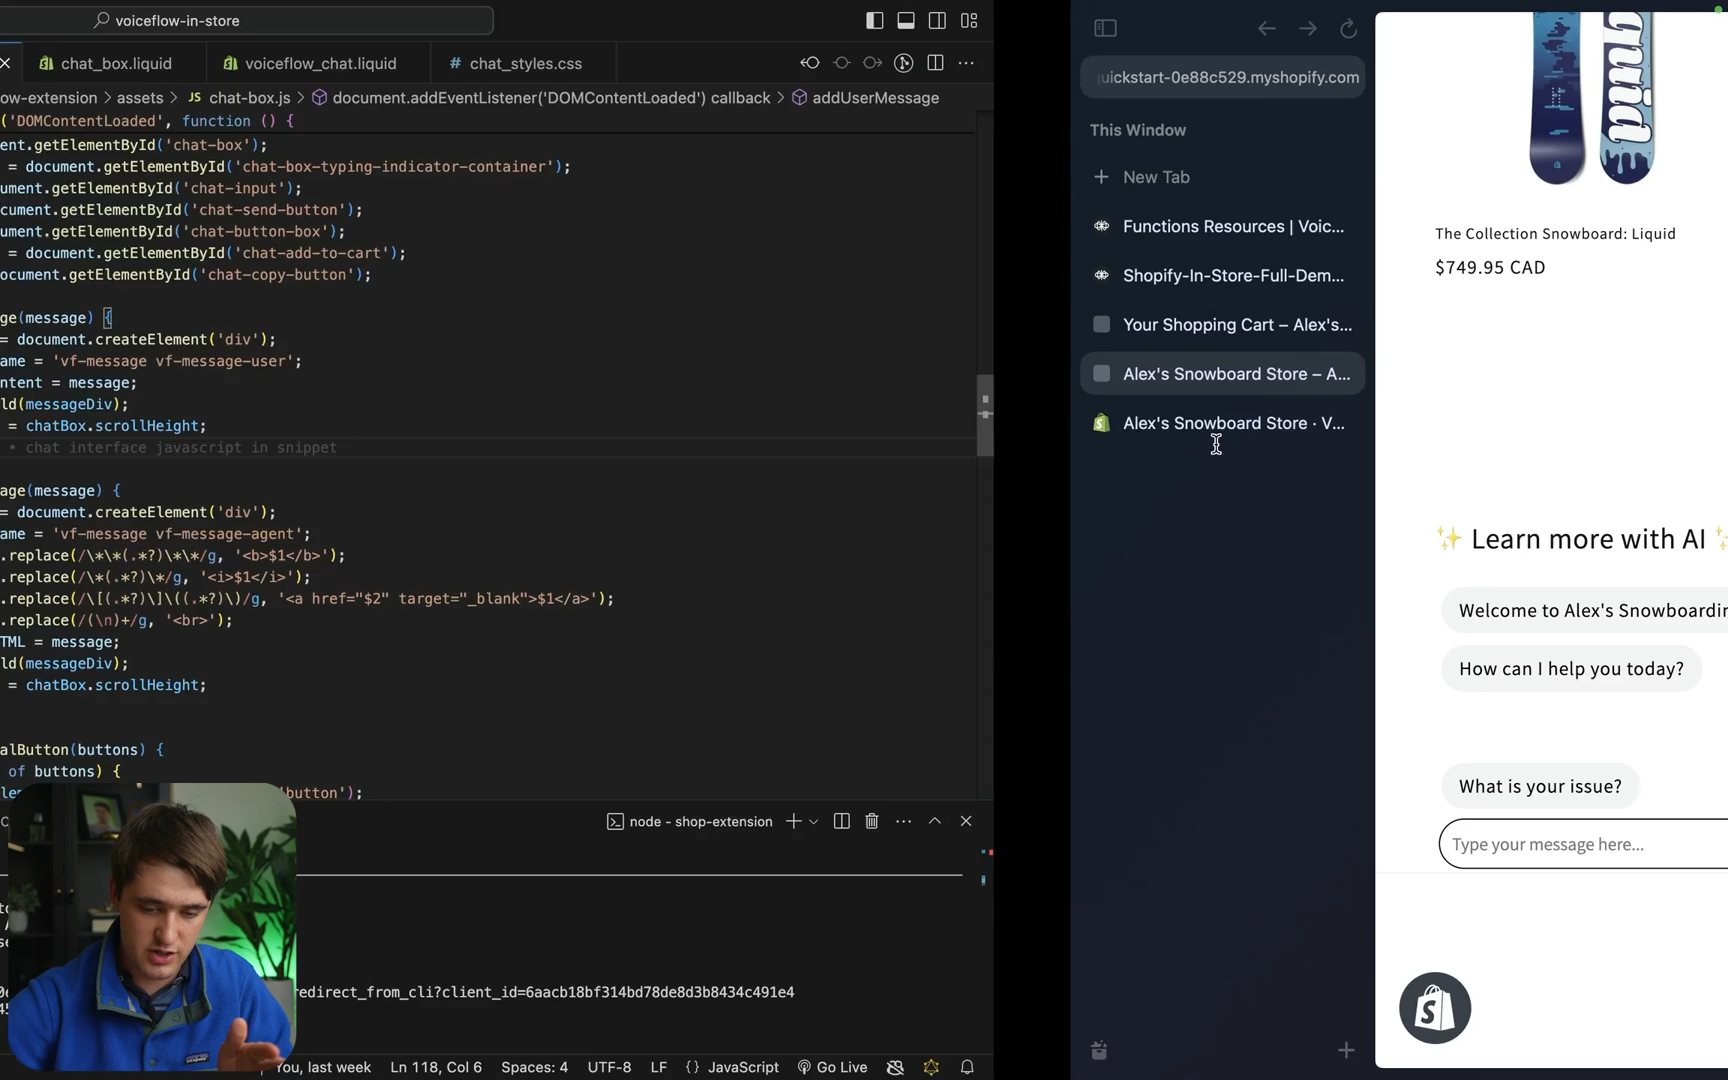 voiceflow-in-store
chat_box.liquid
voiceflow_chat.liquid
# chat_styles.css
ow-extension > assets > JS chat-box.js > document.addEventListener('DOMContentLoaded') callback > addUserMessage
('DOMContentLoaded', function () {
ent.getElementById('chat-box');
= document.getElementById('chat-box-typing-indicator-container');
ument.getElementById('chat-input');
cument.getElementById('chat-send-button');
ument.getElementById('chat-button-box');
= document.getElementById('chat-add-to-cart');
ocument.getElementById('chat-copy-button');
ge(message) {
= document.createElement('div');
ame = 'vf-message vf-message-user';
ntent = message;
ld(messageDiv);
= chatBox.scrollHeight;
• chat interface javascript in snippet
age(message) {
= document.createElement('div');
ame = 'vf-message vf-message-agent';
.replace(/\*\*(.*?)\*\*/g, '<b>$1</b>');
.replace(/\*(.*?)\*/g, '<i>$1</i>');
.replace(/\[(.*?)\]\((.*?)\)/g, '<a href="$2" target="_blank">$1</a>');
.replace(/(\n)+/g, '<br>');
TML = message;
ld(messageDiv);
= chatBox.scrollHeight;
alButton(buttons) {
of buttons) {
'button');
node - shop-extension
redirect_from_cli?client_id=6aacb18bf314bd78de8d3b8434c491e4
You, last week
Ln 118, Col 6
Spaces: 4
UTF-8
LF
{} JavaScript
Go Live
uickstart-0e88c529.myshopify.com
This Window
New Tab
Functions Resources | Voic...
Shopify-In-Store-Full-Dem...
Your Shopping Cart – Alex's...
Alex's Snowboard Store – A...
Alex's Snowboard Store · V...
quid
The Collection Snowboard: Liquid
$749.95 CAD
✨ Learn more with AI ✨
Welcome to Alex's Snowboardin
How can I help you today?
What is your issue?
Type your message here...